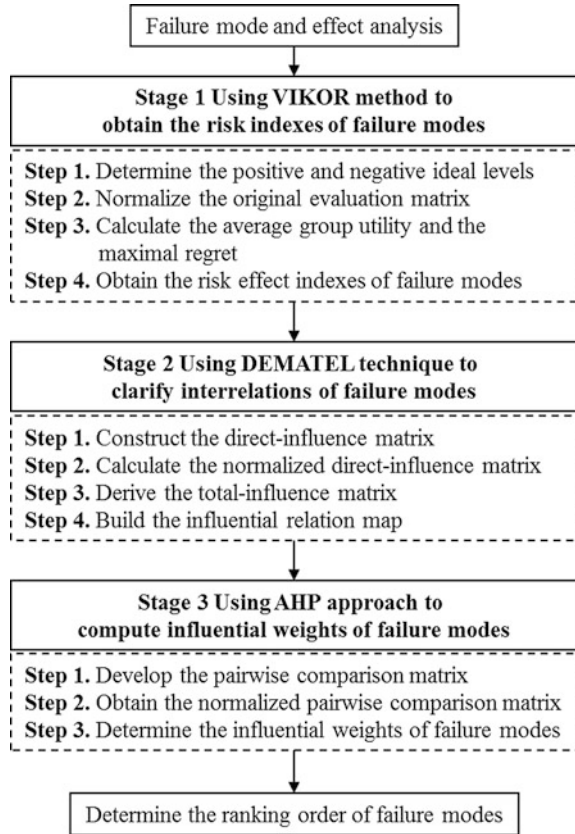 Failure mode and effect analysis
Stage 1 Using VIKOR method to
obtain the risk indexes of failure modes
Step 1. Determine the positive and negative ideal levels
Step 2. Normalize the original evaluation matrix
Step 3. Calculate the average group utility and the
maximal regret
Step 4. Obtain the risk effect indexes of failure modes
Stage 2 Using DEMATEL technique to
clarify interrelations of failure modes
Step 1. Construct the direct-influence matrix
Step 2. Calculate the normalized direct-influence matrix
Step 3. Derive the total-influence matrix
Step 4. Build the influential relation map
Stage 3 Using AHP approach to
compute influential weights of failure modes
Step 1. Develop the pairwise comparison matrix
Step 2. Obtain the normalized pairwise comparison matrix
Step 3. Determine the influential weights of failure modes
Determine the ranking order of failure modes